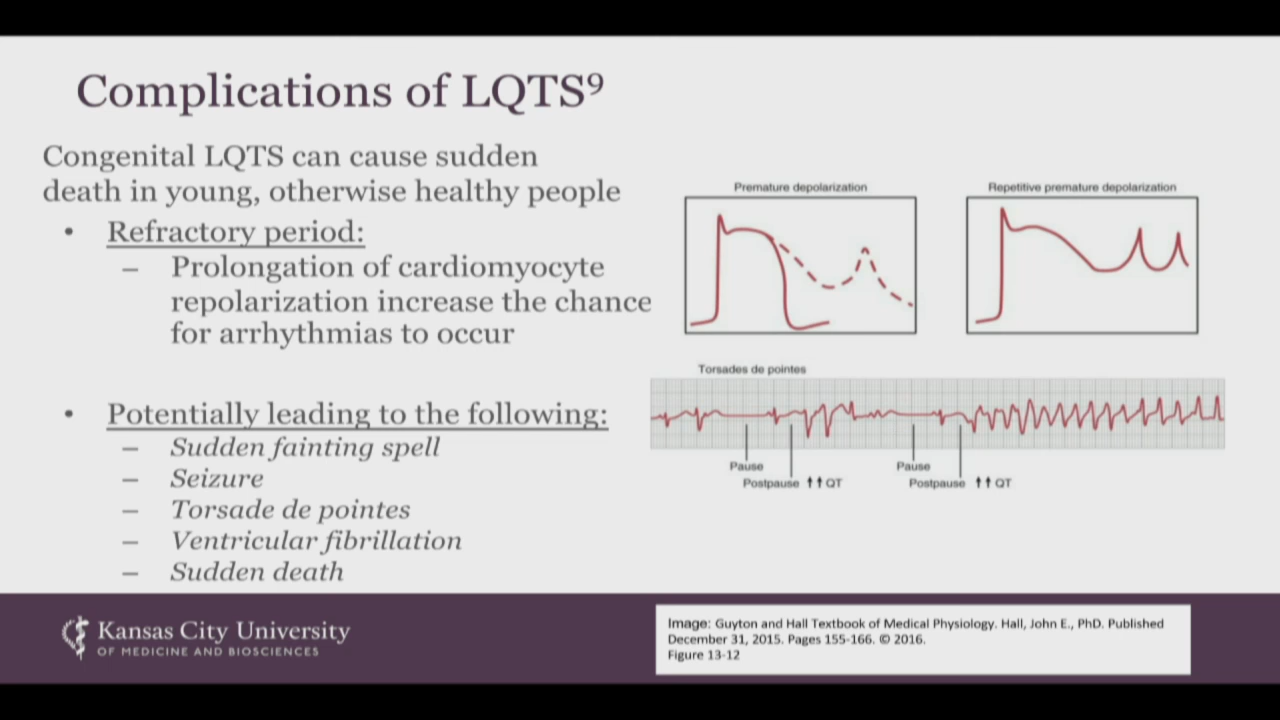 Complications of LQTS⁹
Congenital LQTS can cause sudden
death in young, otherwise healthy people
• Refractory period:
– Prolongation of cardiomyocyte
repolarization increase the chance
for arrhythmias to occur
• Potentially leading to the following:
– Sudden fainting spell
– Seizure
– Torsade de pointes
– Ventricular fibrillation
– Sudden death
Premature depolarization
Repetitive premature depolarization
Torsades de pointes
Pause
Postpause ↑↑QT
Pause
Postpause ↑↑QT
Kansas City University
OF MEDICINE AND BIOSCIENCES
Image: Guyton and Hall Textbook of Medical Physiology. Hall, John E., PhD. Published
December 31, 2015. Pages 155-166. © 2016.
Figure 13-12